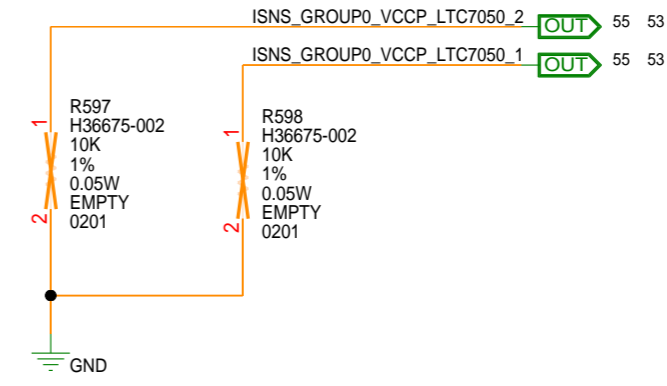 ISNS_GROUP0_VCCP_LTC7050_2 OUT 55 53
ISNS_GROUP0_VCCP_LTC7050_1 OUT 55 53
1
R597
H36675-002
10K
1%
0.05W
EMPTY
0201
2
1
R598
H36675-002
10K
1%
0.05W
EMPTY
0201
2
GND